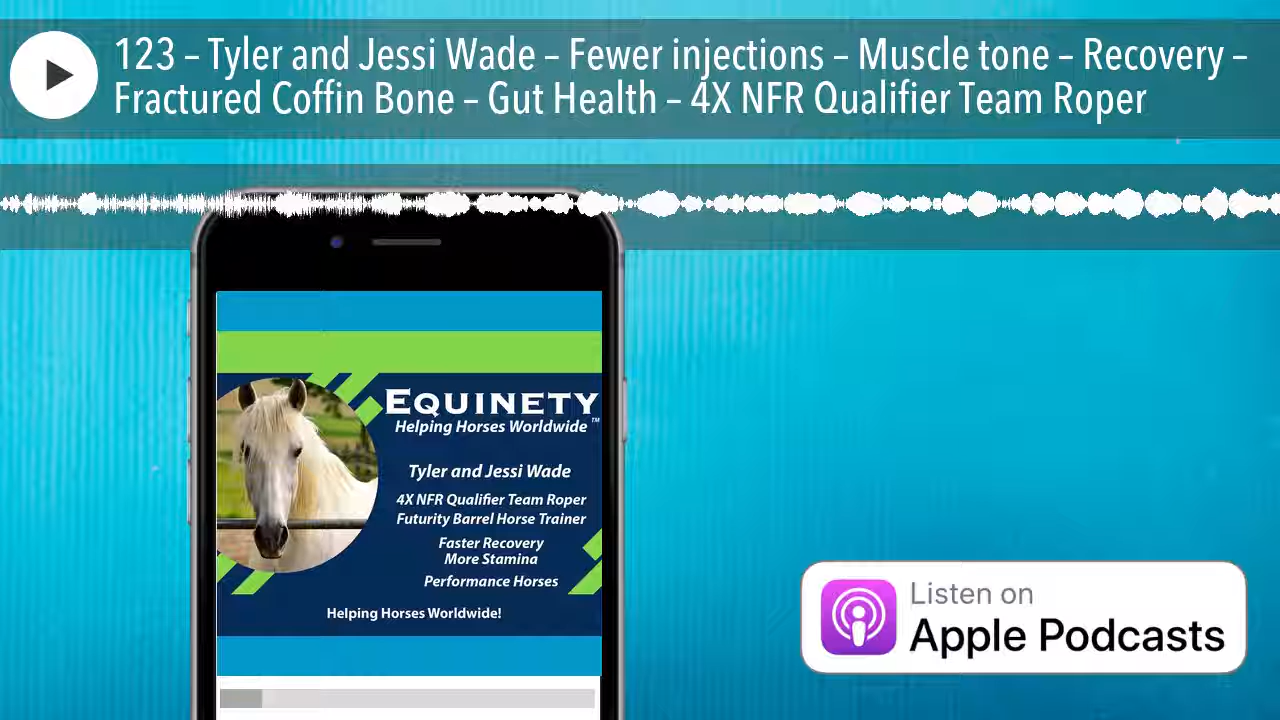 123 – Tyler and Jessi Wade – Fewer injections – Muscle tone – Recovery –
Fractured Coffin Bone – Gut Health – 4X NFR Qualifier Team Roper
EQUINETY
Helping Horses Worldwide ™
Tyler and Jessi Wade
4X NFR Qualifier Team Roper
Futurity Barrel Horse Trainer
Faster Recovery
More Stamina
Performance Horses
Helping Horses Worldwide!
Listen on
Apple Podcasts